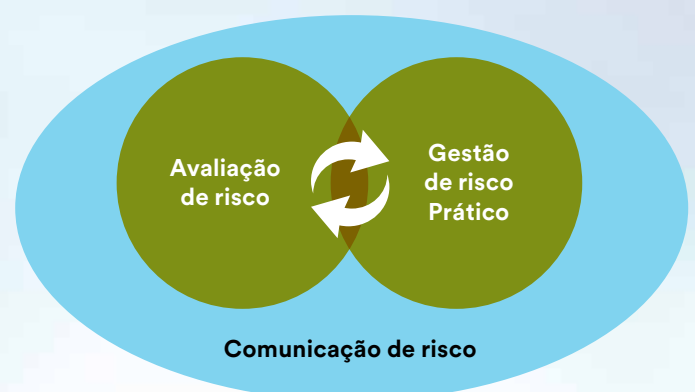 Avaliação
de risco
Gestão
de risco
Prático
Comunicação de risco